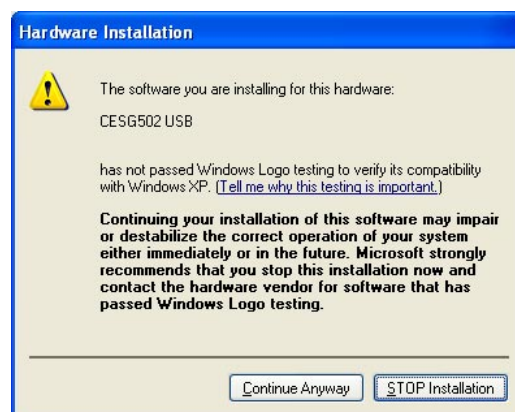 Hardware Installation
The software you are installing for this hardware:
CESG502 USB
has not passed Windows Logo testing to verify its compatibility
with Windows XP. (Tell me why this testing is important.)
Continuing your installation of this software may impair
or destabilize the correct operation of your system
either immediately or in the future. Microsoft strongly
recommends that you stop this installation now and
contact the hardware vendor for software that has
passed Windows Logo testing.
Continue Anyway
STOP Installation